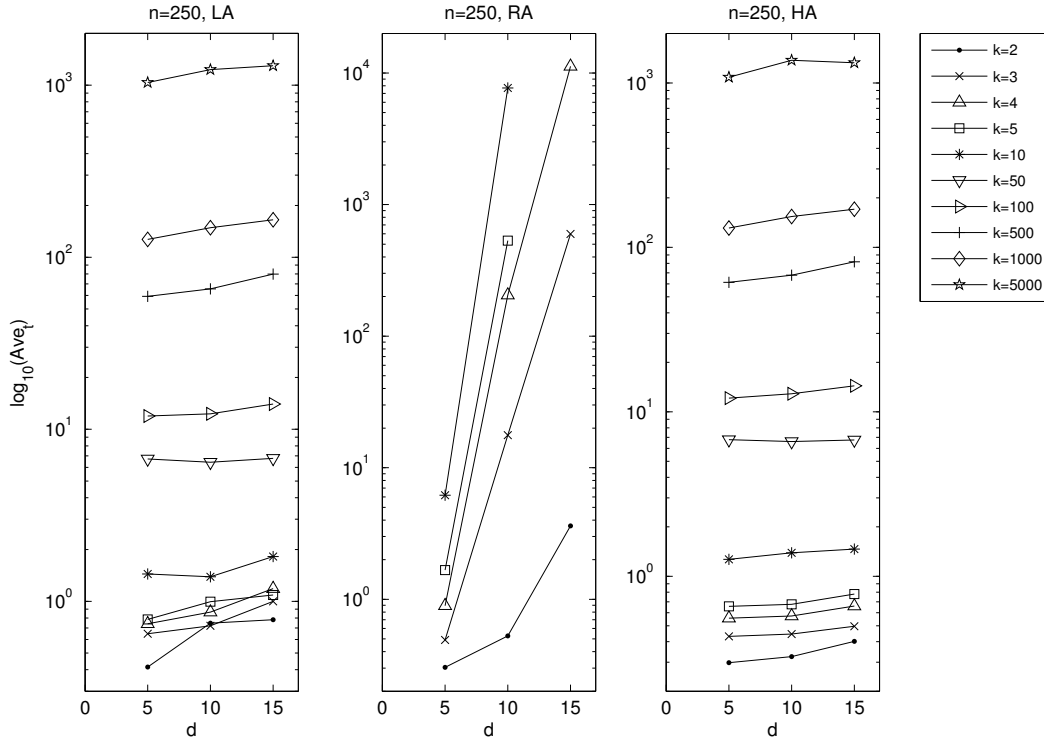 n=250, LA
n=250, RA
n=250, HA
log10(Avet)
10^3
10^2
10^1
10^0
0
5
10
15
d
10^4
10^3
10^2
10^1
10^0
0
5
10
15
d
10^3
10^2
10^1
10^0
0
5
10
15
d
k=2
k=3
k=4
k=5
k=10
k=50
k=100
k=500
k=1000
k=5000